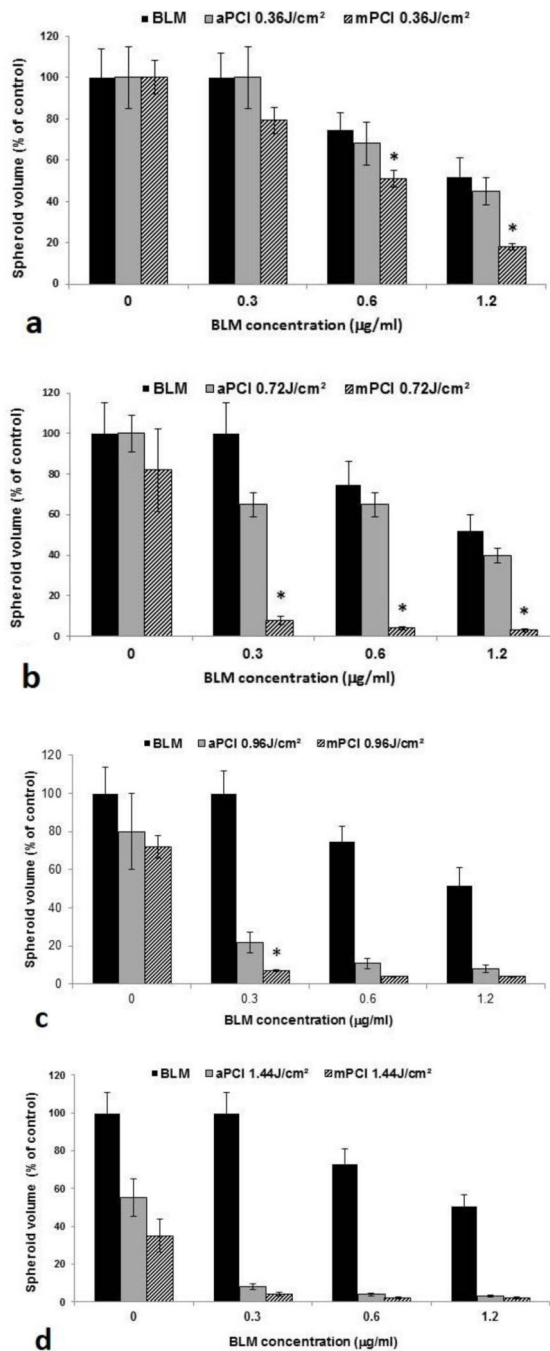 BLM aPCI 0.36J/cm² mPCI 0.36J/cm²
Spheroid volume (% of control)
120
100
80
60
40
20
0
*
*
0 0.3 0.6 1.2
BLM concentration (µg/ml)
a
BLM aPCI 0.72J/cm² mPCI 0.72J/cm²
Spheroid volume (% of control)
120
100
80
60
40
20
0
* * *
0 0.3 0.6 1.2
BLM concentration (µg/ml)
b
BLM aPCI 0.96J/cm² mPCI 0.96J/cm²
Spheroid volume (% of control)
120
100
80
60
40
20
0
*
0 0.3 0.6 1.2
BLM concentration (µg/ml)
c
BLM aPCI 1.44J/cm² mPCI 1.44J/cm²
Spheroid volume (% of control)
120
100
80
60
40
20
0
0 0.3 0.6 1.2
BLM concentration (µg/ml)
d